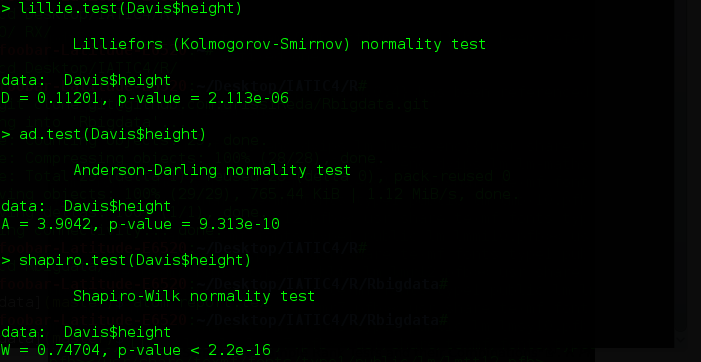 > lillie.test(Davis$height)
Lilliefors (Kolmogorov-Smirnov) normality test
data:  Davis$height
D = 0.11201, p-value = 2.113e-06
> ad.test(Davis$height)
Anderson-Darling normality test
data:  Davis$height
A = 3.9042, p-value = 9.313e-10
> shapiro.test(Davis$height)
Shapiro-Wilk normality test
data:  Davis$height
W = 0.74704, p-value < 2.2e-16